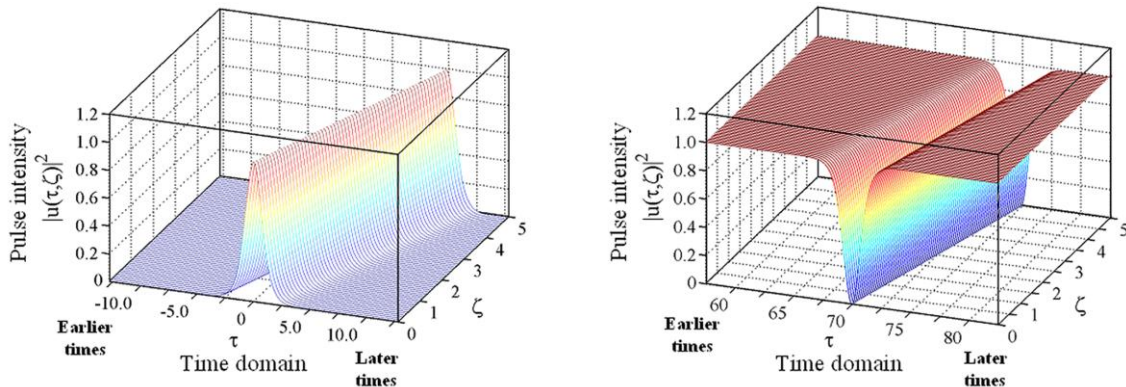 Pulse intensity
|u(τ,ζ)|²
1.2
1.0
0.8
0.6
0.4
0.2
0
-10.0
-5.0
0
5.0
10.0
0
1
2
3
4
5
ζ
τ
Earlier
times
Time domain
Later
times
Pulse intensity
|u(τ,ζ)|²
1.2
1.0
0.8
0.6
0.4
0.2
0
60
65
70
75
80
0
1
2
3
4
5
ζ
τ
Earlier
times
Time domain
Later
times